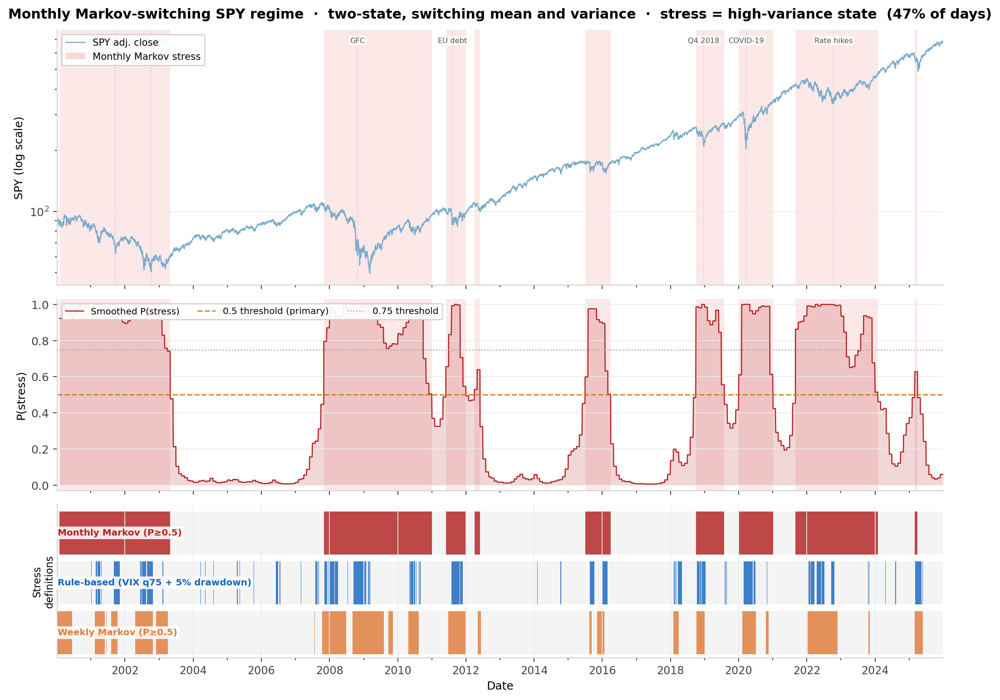 Monthly Markov-switching SPY regime · two-state, switching mean and variance · stress = high-variance state (47% of days)
SPY adj. close
Monthly Markov stress
GFC
EU debt
Q4 2018
COVID-19
Rate hikes
SPY (log scale)
10²
Smoothed P(stress)
0.5 threshold (primary)
0.75 threshold
P(stress)
1.0
0.8
0.6
0.4
0.2
0.0
Stress
definitions
Monthly Markov (P≥0.5)
Rule-based (VIX q75 + 5% drawdown)
Weekly Markov (P≥0.5)
2002 2004 2006 2008 2010 2012 2014 2016 2018 2020 2022 2024
Date